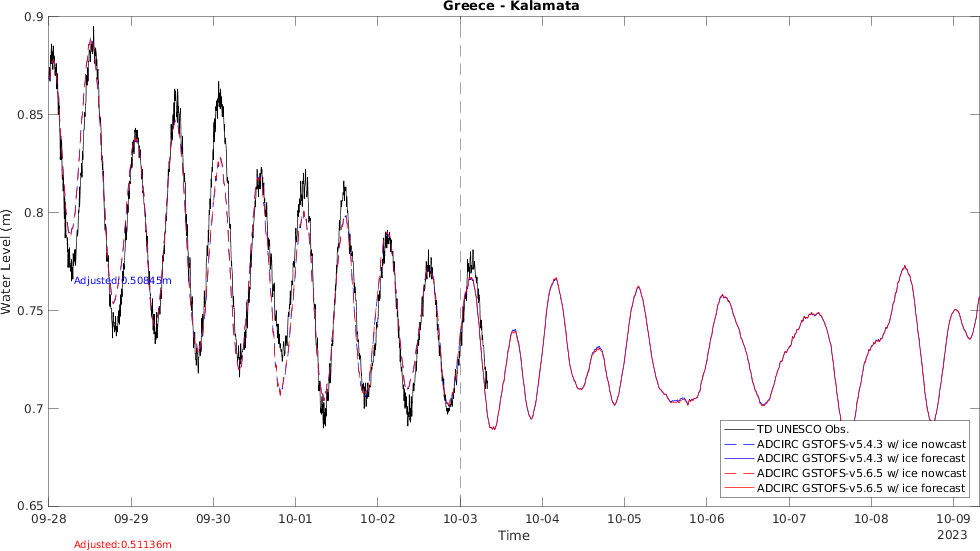 Greece - Kalamata
0.9
0.85
0.8
0.75
0.7
0.65
Water Level (m)
Adjusted:0.50845m
TD UNESCO Obs.
ADCIRC GSTOFS-v5.4.3 w/ ice nowcast
ADCIRC GSTOFS-v5.4.3 w/ ice forecast
ADCIRC GSTOFS-v5.6.5 w/ ice nowcast
ADCIRC GSTOFS-v5.6.5 w/ ice forecast
09-28 09-29 09-30 10-01 10-02 10-03 10-04 10-05 10-06 10-07 10-08 10-09
2023
Time
Adjusted:0.51136m